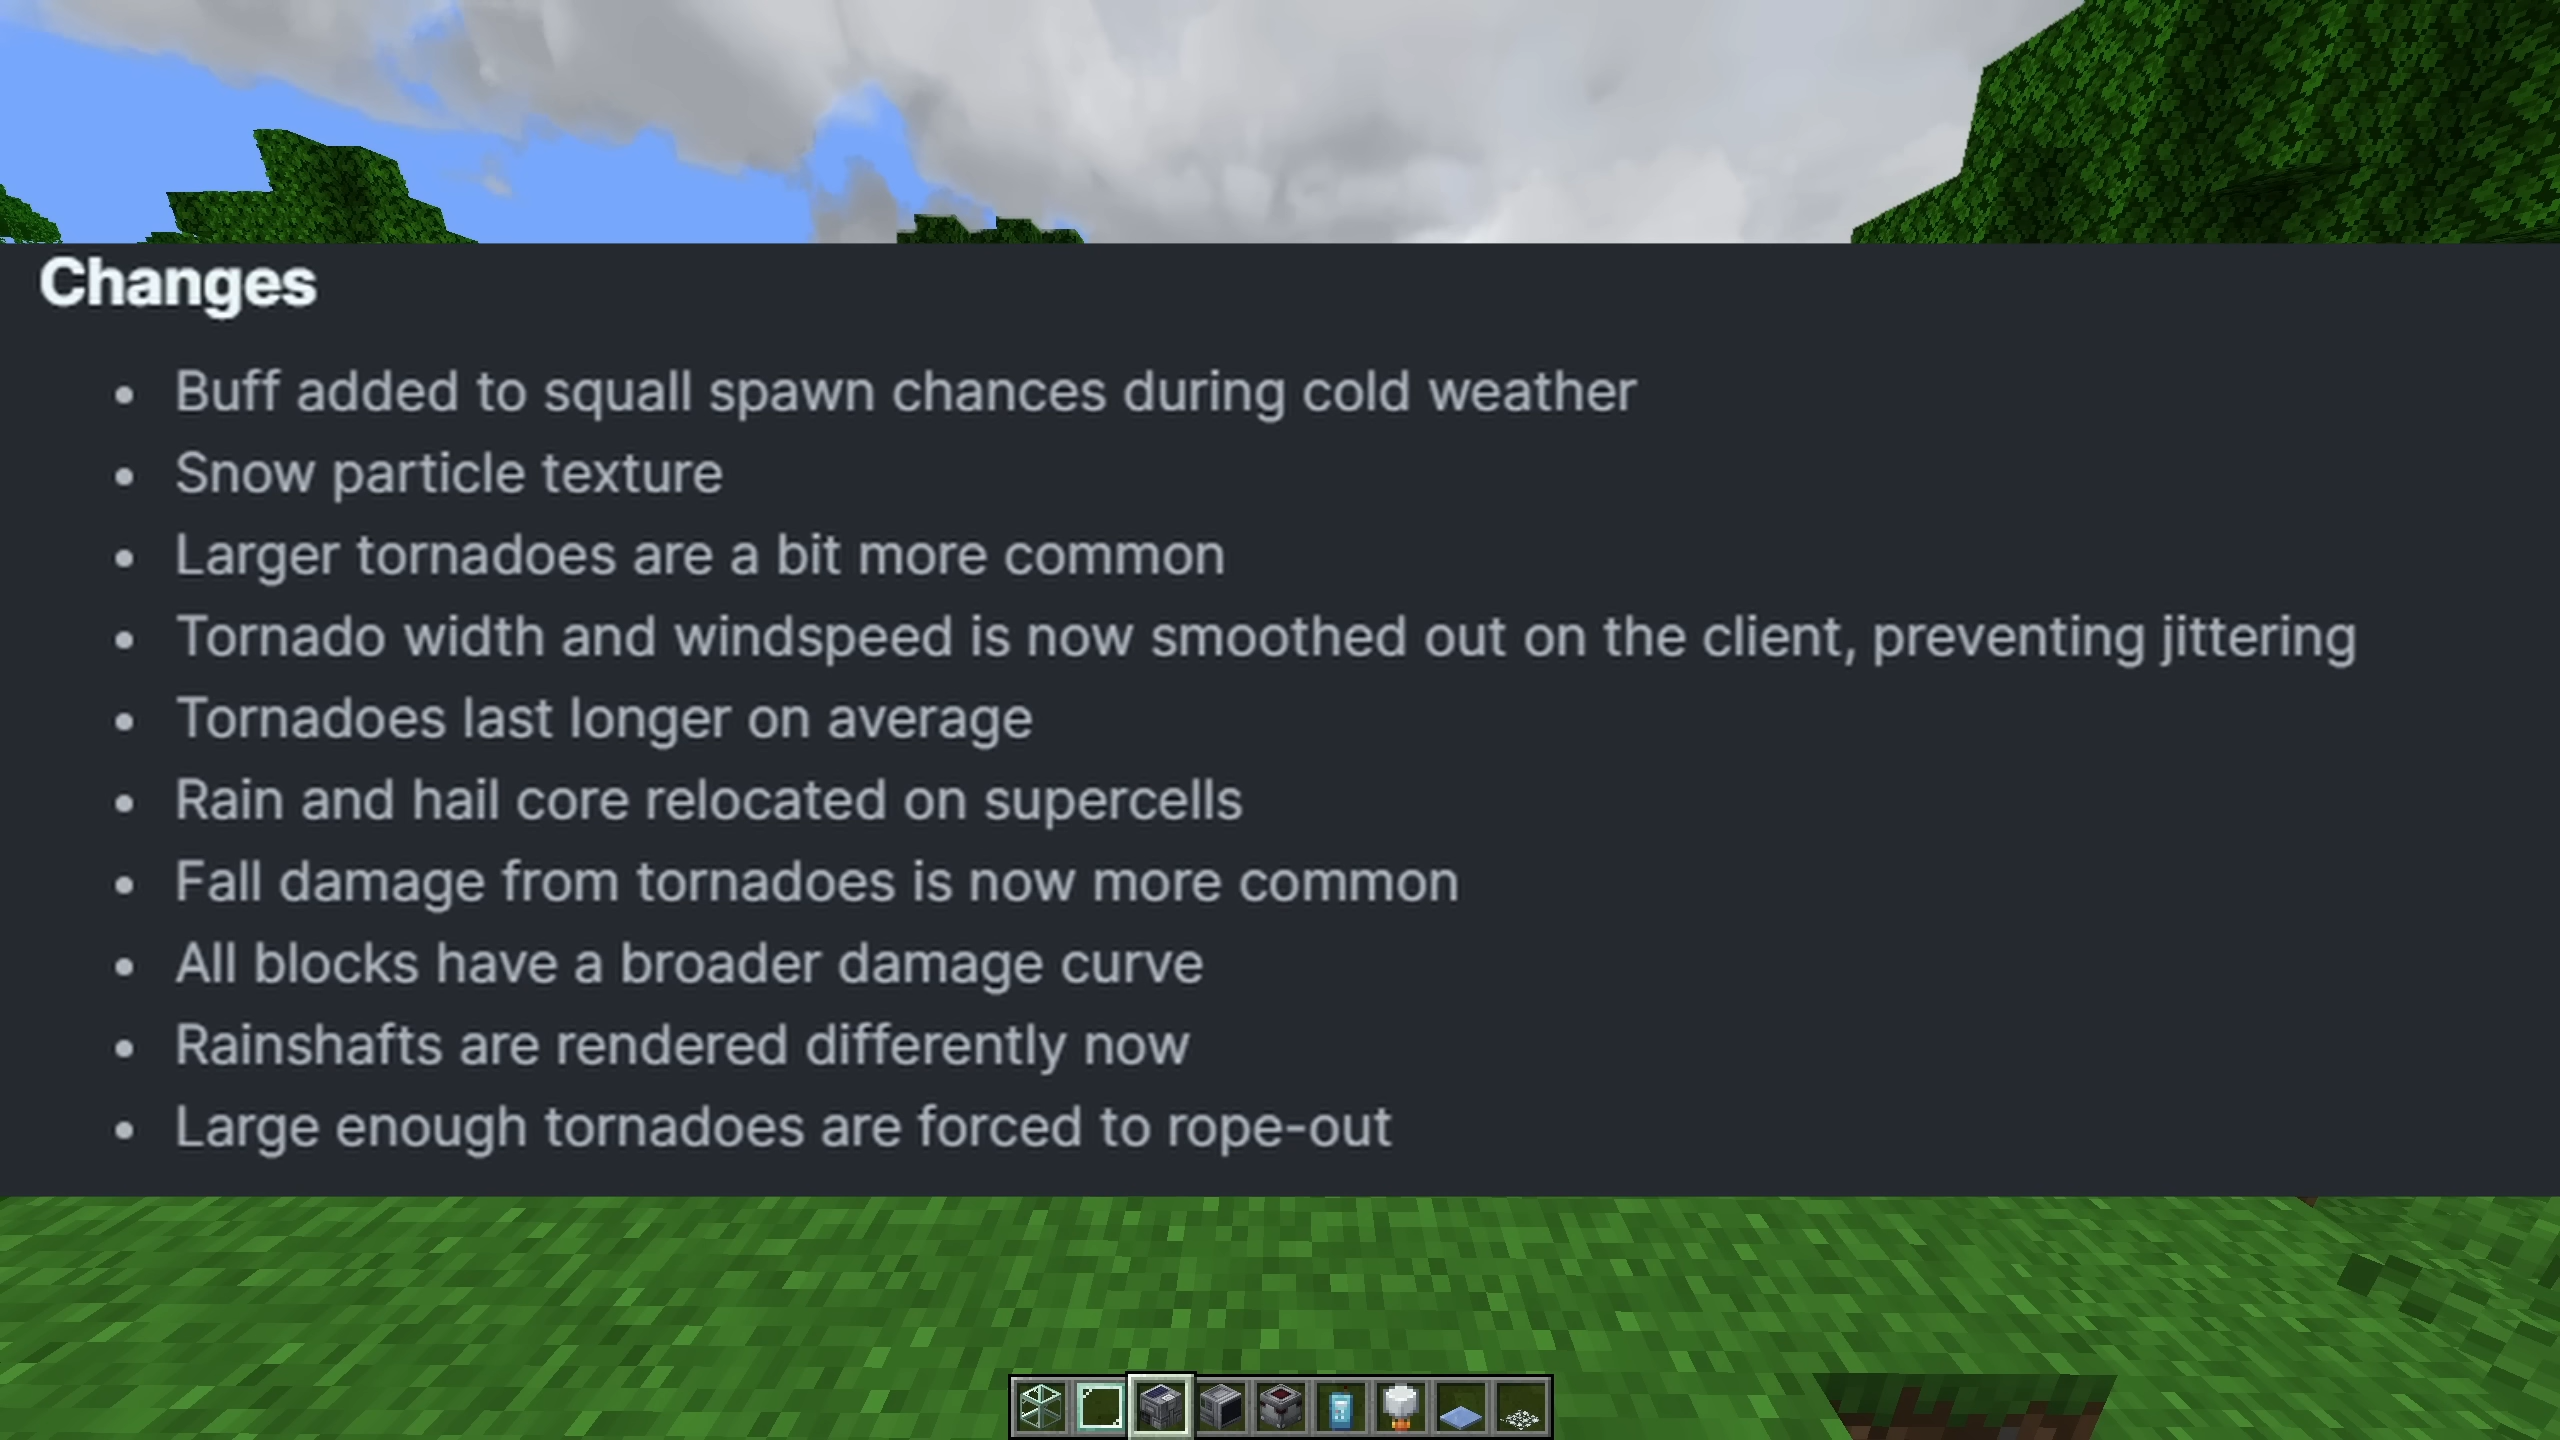 Changes
• Buff added to squall spawn chances during cold weather
• Snow particle texture
• Larger tornadoes are a bit more common
• Tornado width and windspeed is now smoothed out on the client, preventing jittering
• Tornadoes last longer on average
• Rain and hail core relocated on supercells
• Fall damage from tornadoes is now more common
• All blocks have a broader damage curve
• Rainshafts are rendered differently now
• Large enough tornadoes are forced to rope-out